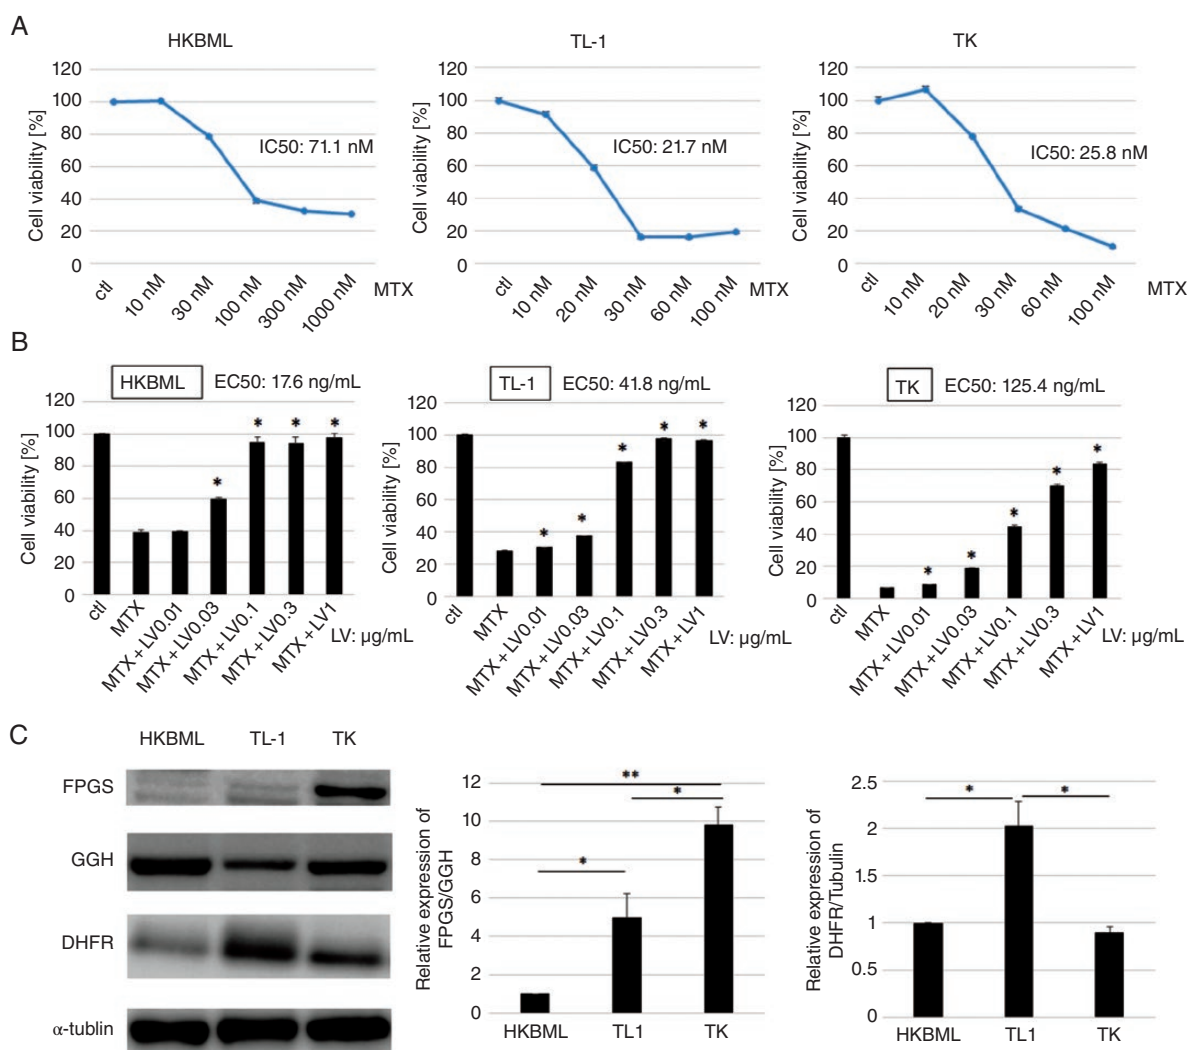 A
HKBML
TL-1
TK
Cell viability [%]
120
100
80
60
40
20
0
IC50: 71.1 nM
ctl
10 nM
30 nM
100 nM
300 nM
1000 nM
MTX
Cell viability [%]
120
100
80
60
40
20
0
IC50: 21.7 nM
ctl
10 nM
20 nM
30 nM
60 nM
100 nM
MTX
Cell viability [%]
120
100
80
60
40
20
0
IC50: 25.8 nM
ctl
10 nM
20 nM
30 nM
60 nM
100 nM
MTX
B
HKBML
EC50: 17.6 ng/mL
Cell viability [%]
120
100
80
60
40
20
0
*
*
*
*
ctl
MTX
MTX + LV0.01
MTX + LV0.03
MTX + LV0.1
MTX + LV0.3
MTX + LV1
LV: µg/mL
TL-1
EC50: 41.8 ng/mL
Cell viability [%]
120
100
80
60
40
20
0
*
*
*
*
*
ctl
MTX
MTX + LV0.01
MTX + LV0.03
MTX + LV0.1
MTX + LV0.3
MTX + LV1
LV: µg/mL
TK
EC50: 125.4 ng/mL
Cell viability [%]
120
100
80
60
40
20
0
*
*
*
*
*
ctl
MTX
MTX + LV0.01
MTX + LV0.03
MTX + LV0.1
MTX + LV0.3
MTX + LV1
LV: µg/mL
C
HKBML
TL-1
TK
FPGS
GGH
DHFR
α-tublin
Relative expression of
FPGS/GGH
12
10
8
6
4
2
0
**
*
*
HKBML
TL1
TK
Relative expression of
DHFR/Tubulin
2.5
2
1.5
1
0.5
0
*
*
HKBML
TL1
TK